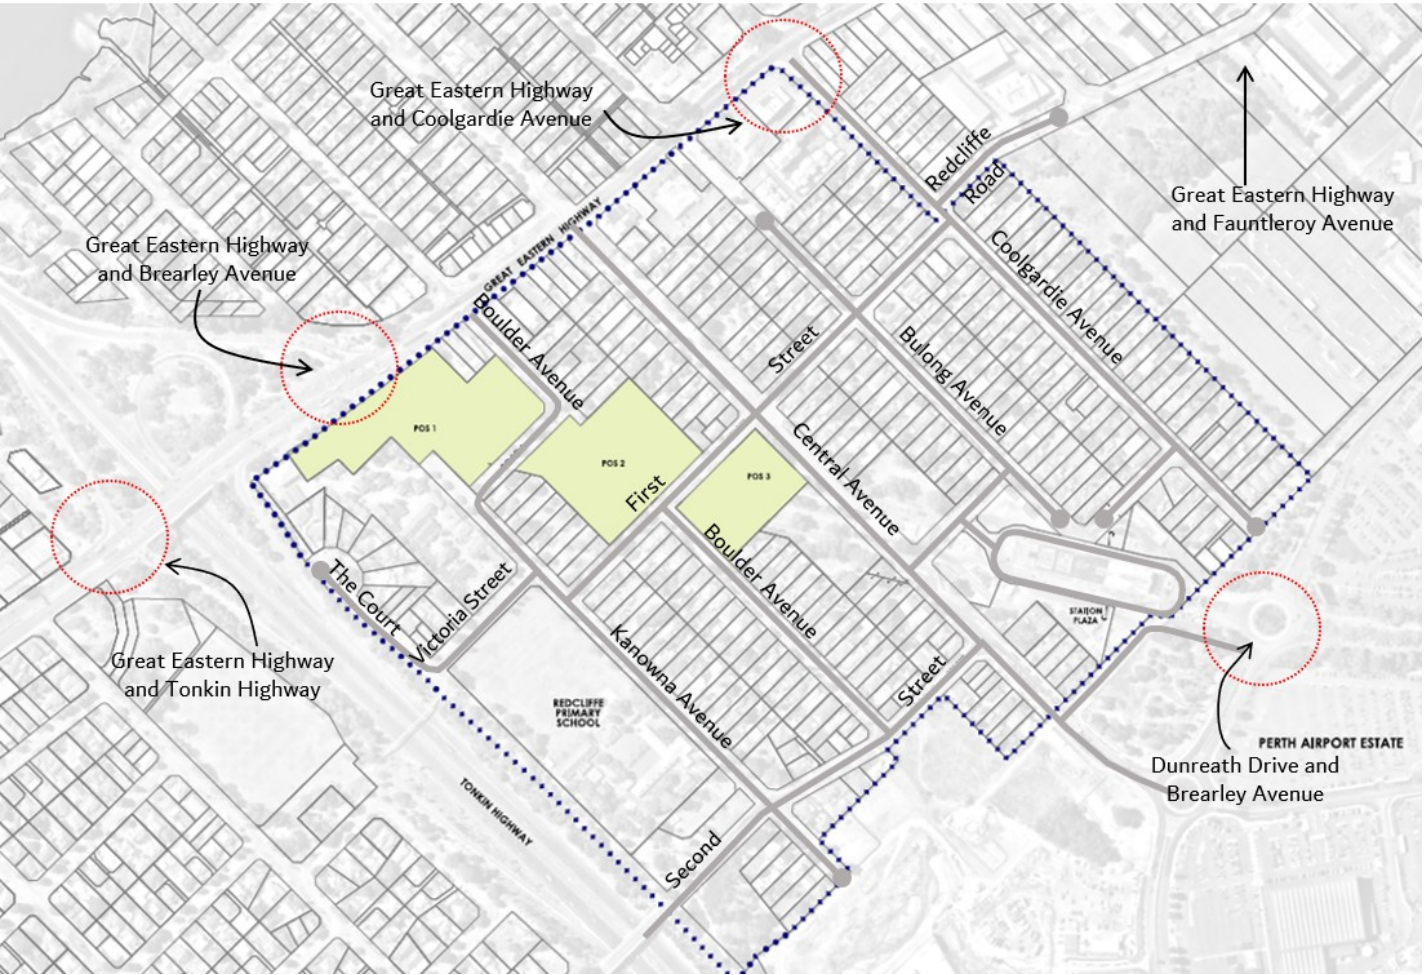 Great Eastern Highway
and Coolgardie Avenue
Great Eastern Highway
and Fauntleroy Avenue
Great Eastern Highway
and Brearley Avenue
Redcliffe
Road
GREAT EASTERN HIGHWAY
Boulder Avenue
Street
Coolgardie Avenue
Bulong Avenue
Central Avenue
POS 1
POS 2
POS 3
First
Boulder Avenue
The Court
Victoria Street
Kanowna Avenue
STATION
PLAZA
Street
Great Eastern Highway
and Tonkin Highway
REDCLIFFE
PRIMARY
SCHOOL
TONKIN HIGHWAY
Second
PERTH AIRPORT ESTATE
Dunreath Drive and
Brearley Avenue